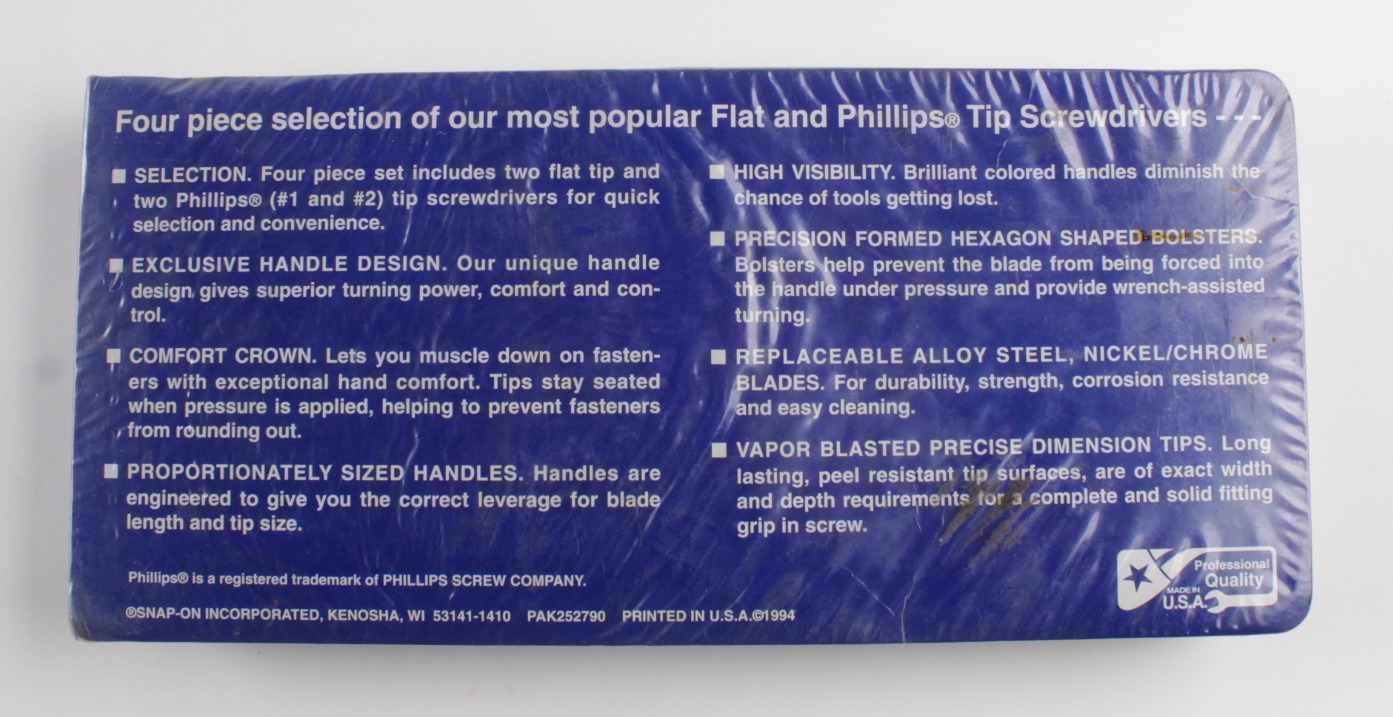 Four piece selection of our most popular Flat and Phillips® Tip Screwdrivers - - -
■ SELECTION. Four piece set includes two flat tip and
two Phillips® (#1 and #2) tip screwdrivers for quick
selection and convenience.
■ EXCLUSIVE HANDLE DESIGN. Our unique handle
design gives superior turning power, comfort and con-
trol.
■ COMFORT CROWN. Lets you muscle down on fasten-
ers with exceptional hand comfort. Tips stay seated
when pressure is applied, helping to prevent fasteners
from rounding out.
■ PROPORTIONATELY SIZED HANDLES. Handles are
engineered to give you the correct leverage for blade
length and tip size.
■ HIGH VISIBILITY. Brilliant colored handles diminish the
chance of tools getting lost.
■ PRECISION FORMED HEXAGON SHAPED BOLSTERS.
Bolsters help prevent the blade from being forced into
the handle under pressure and provide wrench-assisted
turning.
■ REPLACEABLE ALLOY STEEL, NICKEL/CHROME
BLADES. For durability, strength, corrosion resistance
and easy cleaning.
■ VAPOR BLASTED PRECISE DIMENSION TIPS. Long
lasting, peel resistant tip surfaces, are of exact width
and depth requirements for a complete and solid fitting
grip in screw.
Phillips® is a registered trademark of PHILLIPS SCREW COMPANY.
®SNAP-ON INCORPORATED, KENOSHA, WI 53141-1410 PAK252790 PRINTED IN U.S.A.©1994
Professional
Quality
MADE IN
U.S.A.